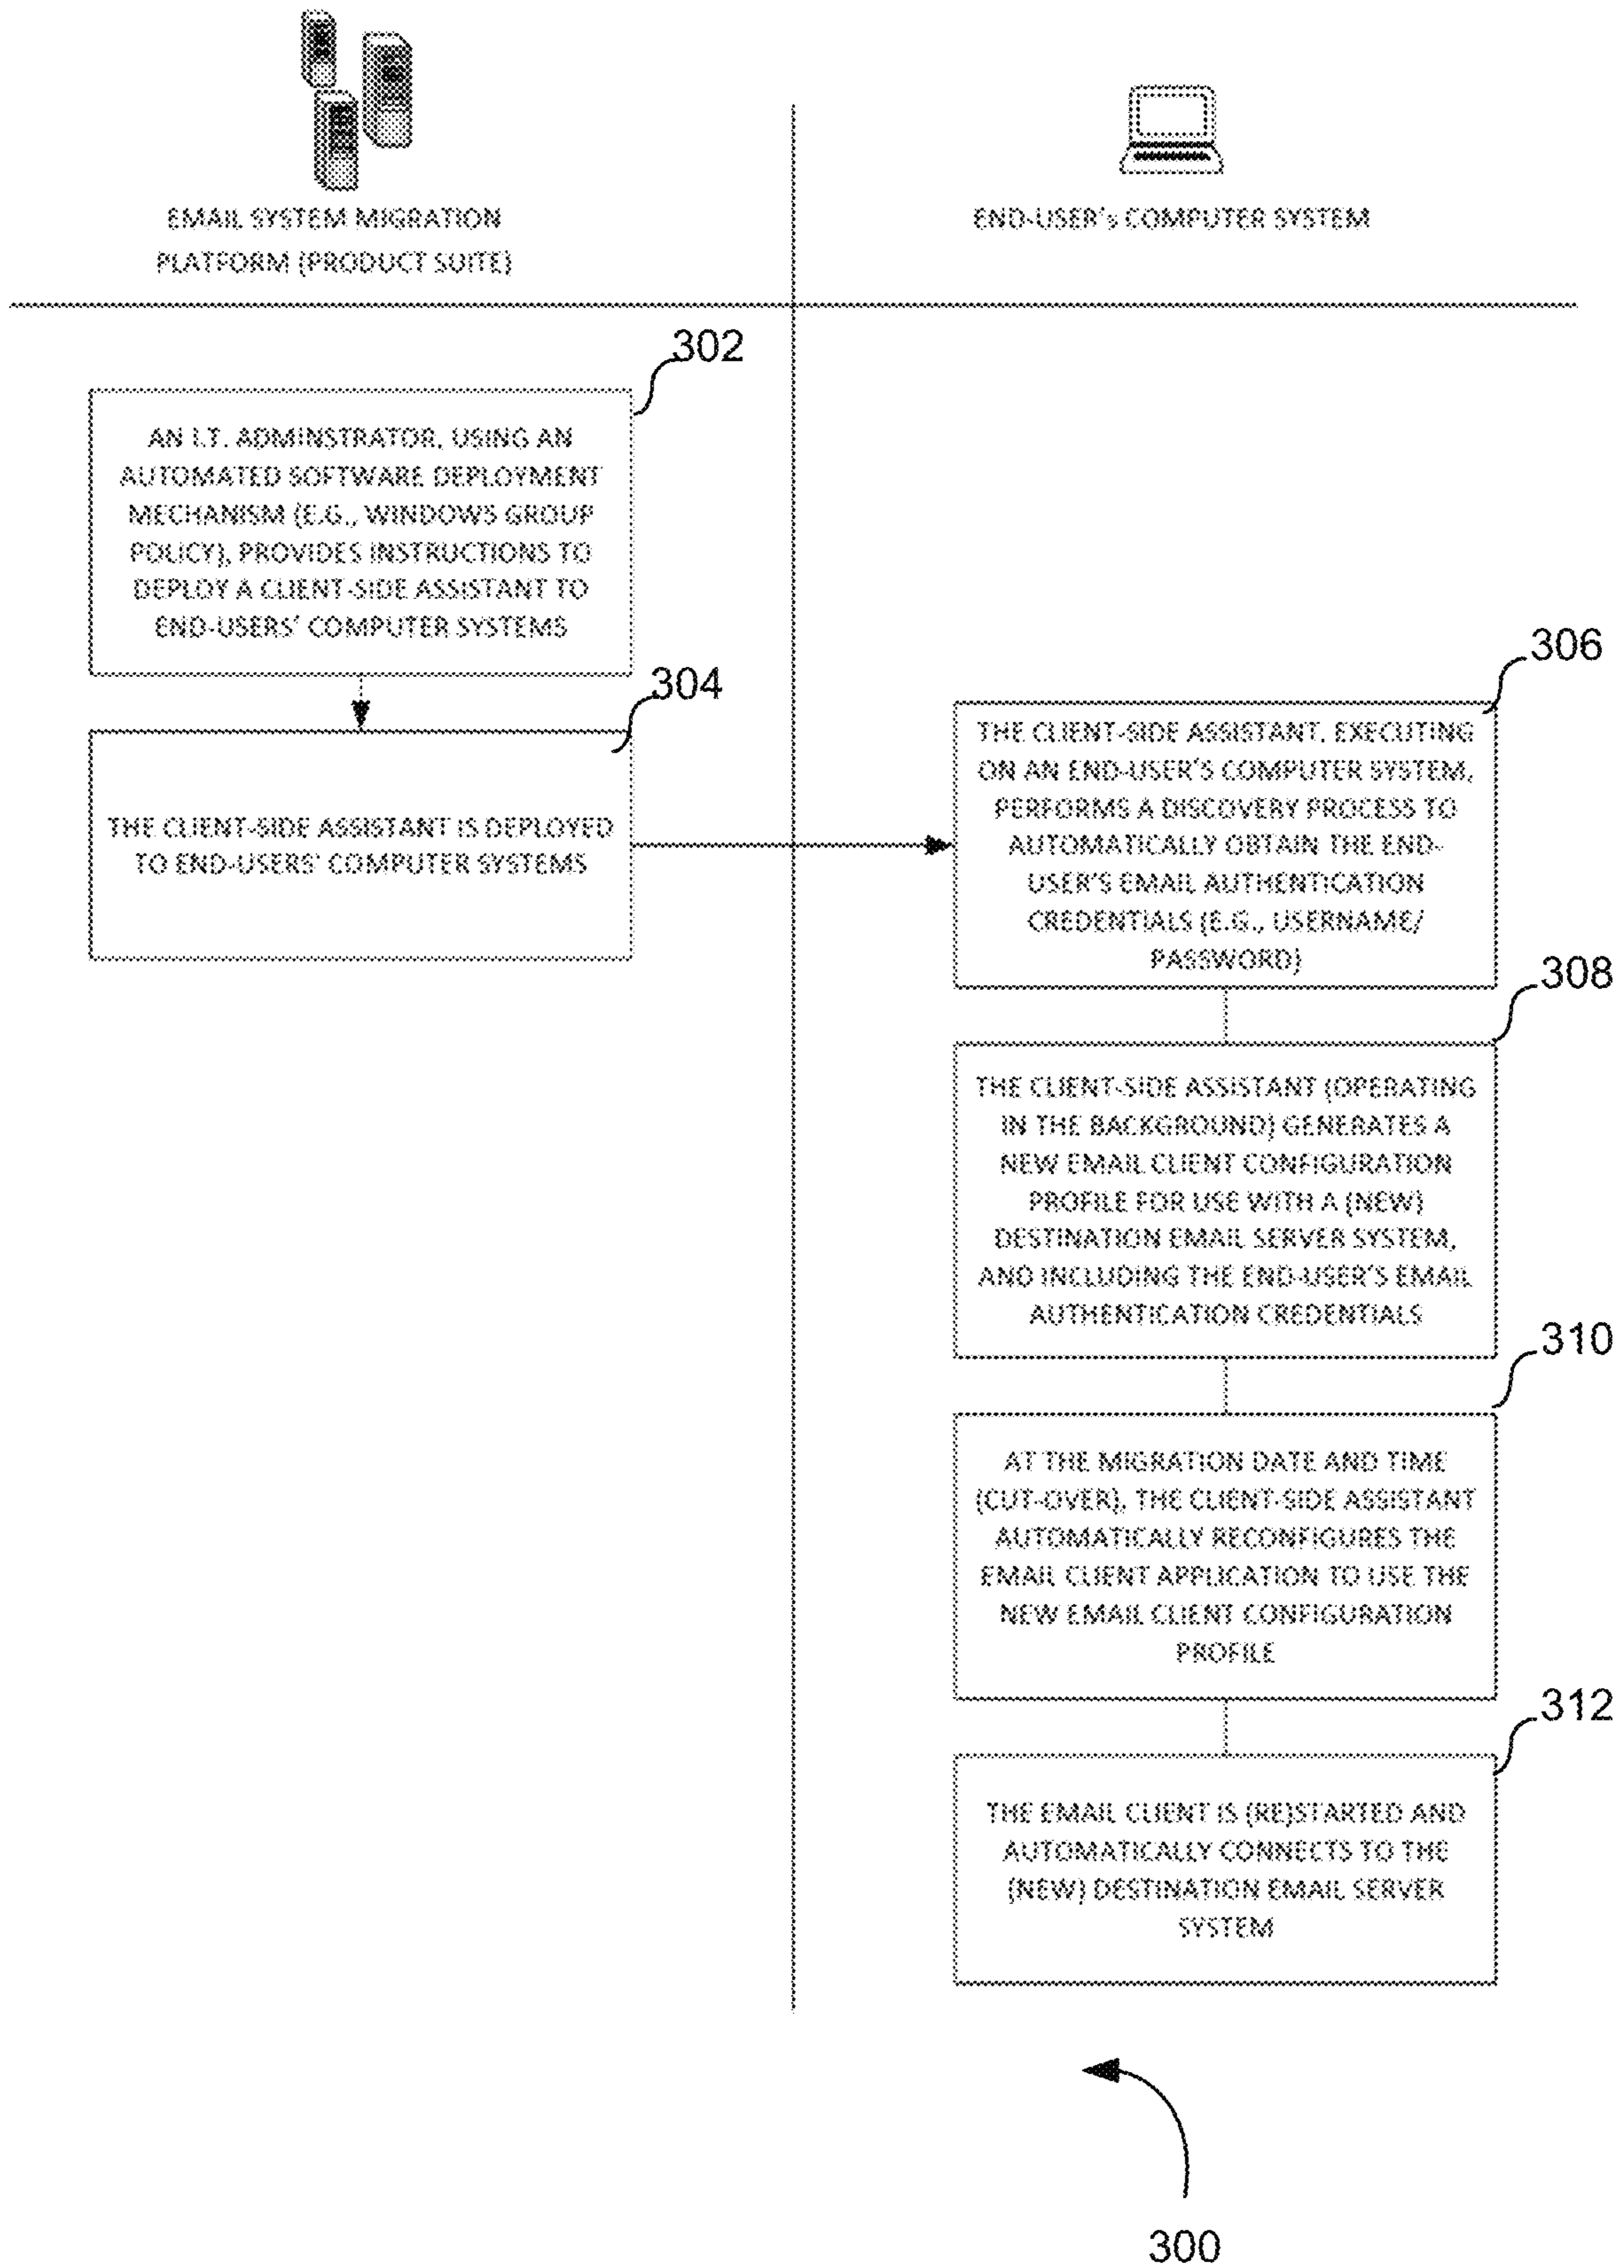 EMAIL SYSTEM MIGRATION
PLATFORM (PRODUCT SUITE)
END-USER's COMPUTER SYSTEM
302
AN I.T. ADMINSTRATOR, USING AN
AUTOMATED SOFTWARE DEPLOYMENT
MECHANISM (E.G., WINDOWS GROUP
POLICY), PROVIDES INSTRUCTIONS TO
DEPLOY A CLIENT-SIDE ASSISTANT TO
END-USERS' COMPUTER SYSTEMS
304
THE CLIENT-SIDE ASSISTANT IS DEPLOYED
TO END-USERS' COMPUTER SYSTEMS
306
THE CLIENT-SIDE ASSISTANT, EXECUTING
ON AN END-USER'S COMPUTER SYSTEM,
PERFORMS A DISCOVERY PROCESS TO
AUTOMATICALLY OBTAIN THE END-
USER'S EMAIL AUTHENTICATION
CREDENTIALS (E.G., USERNAME/
PASSWORD)
308
THE CLIENT-SIDE ASSISTANT (OPERATING
IN THE BACKGROUND) GENERATES A
NEW EMAIL CLIENT CONFIGURATION
PROFILE FOR USE WITH A (NEW)
DESTINATION EMAIL SERVER SYSTEM,
AND INCLUDING THE END-USER'S EMAIL
AUTHENTICATION CREDENTIALS
310
AT THE MIGRATION DATE AND TIME
(CUT-OVER), THE CLIENT-SIDE ASSISTANT
AUTOMATICALLY RECONFIGURES THE
EMAIL CLIENT APPLICATION TO USE THE
NEW EMAIL CLIENT CONFIGURATION
PROFILE
312
THE EMAIL CLIENT IS (RE)STARTED AND
AUTOMATICALLY CONNECTS TO THE
(NEW) DESTINATION EMAIL SERVER
SYSTEM
300